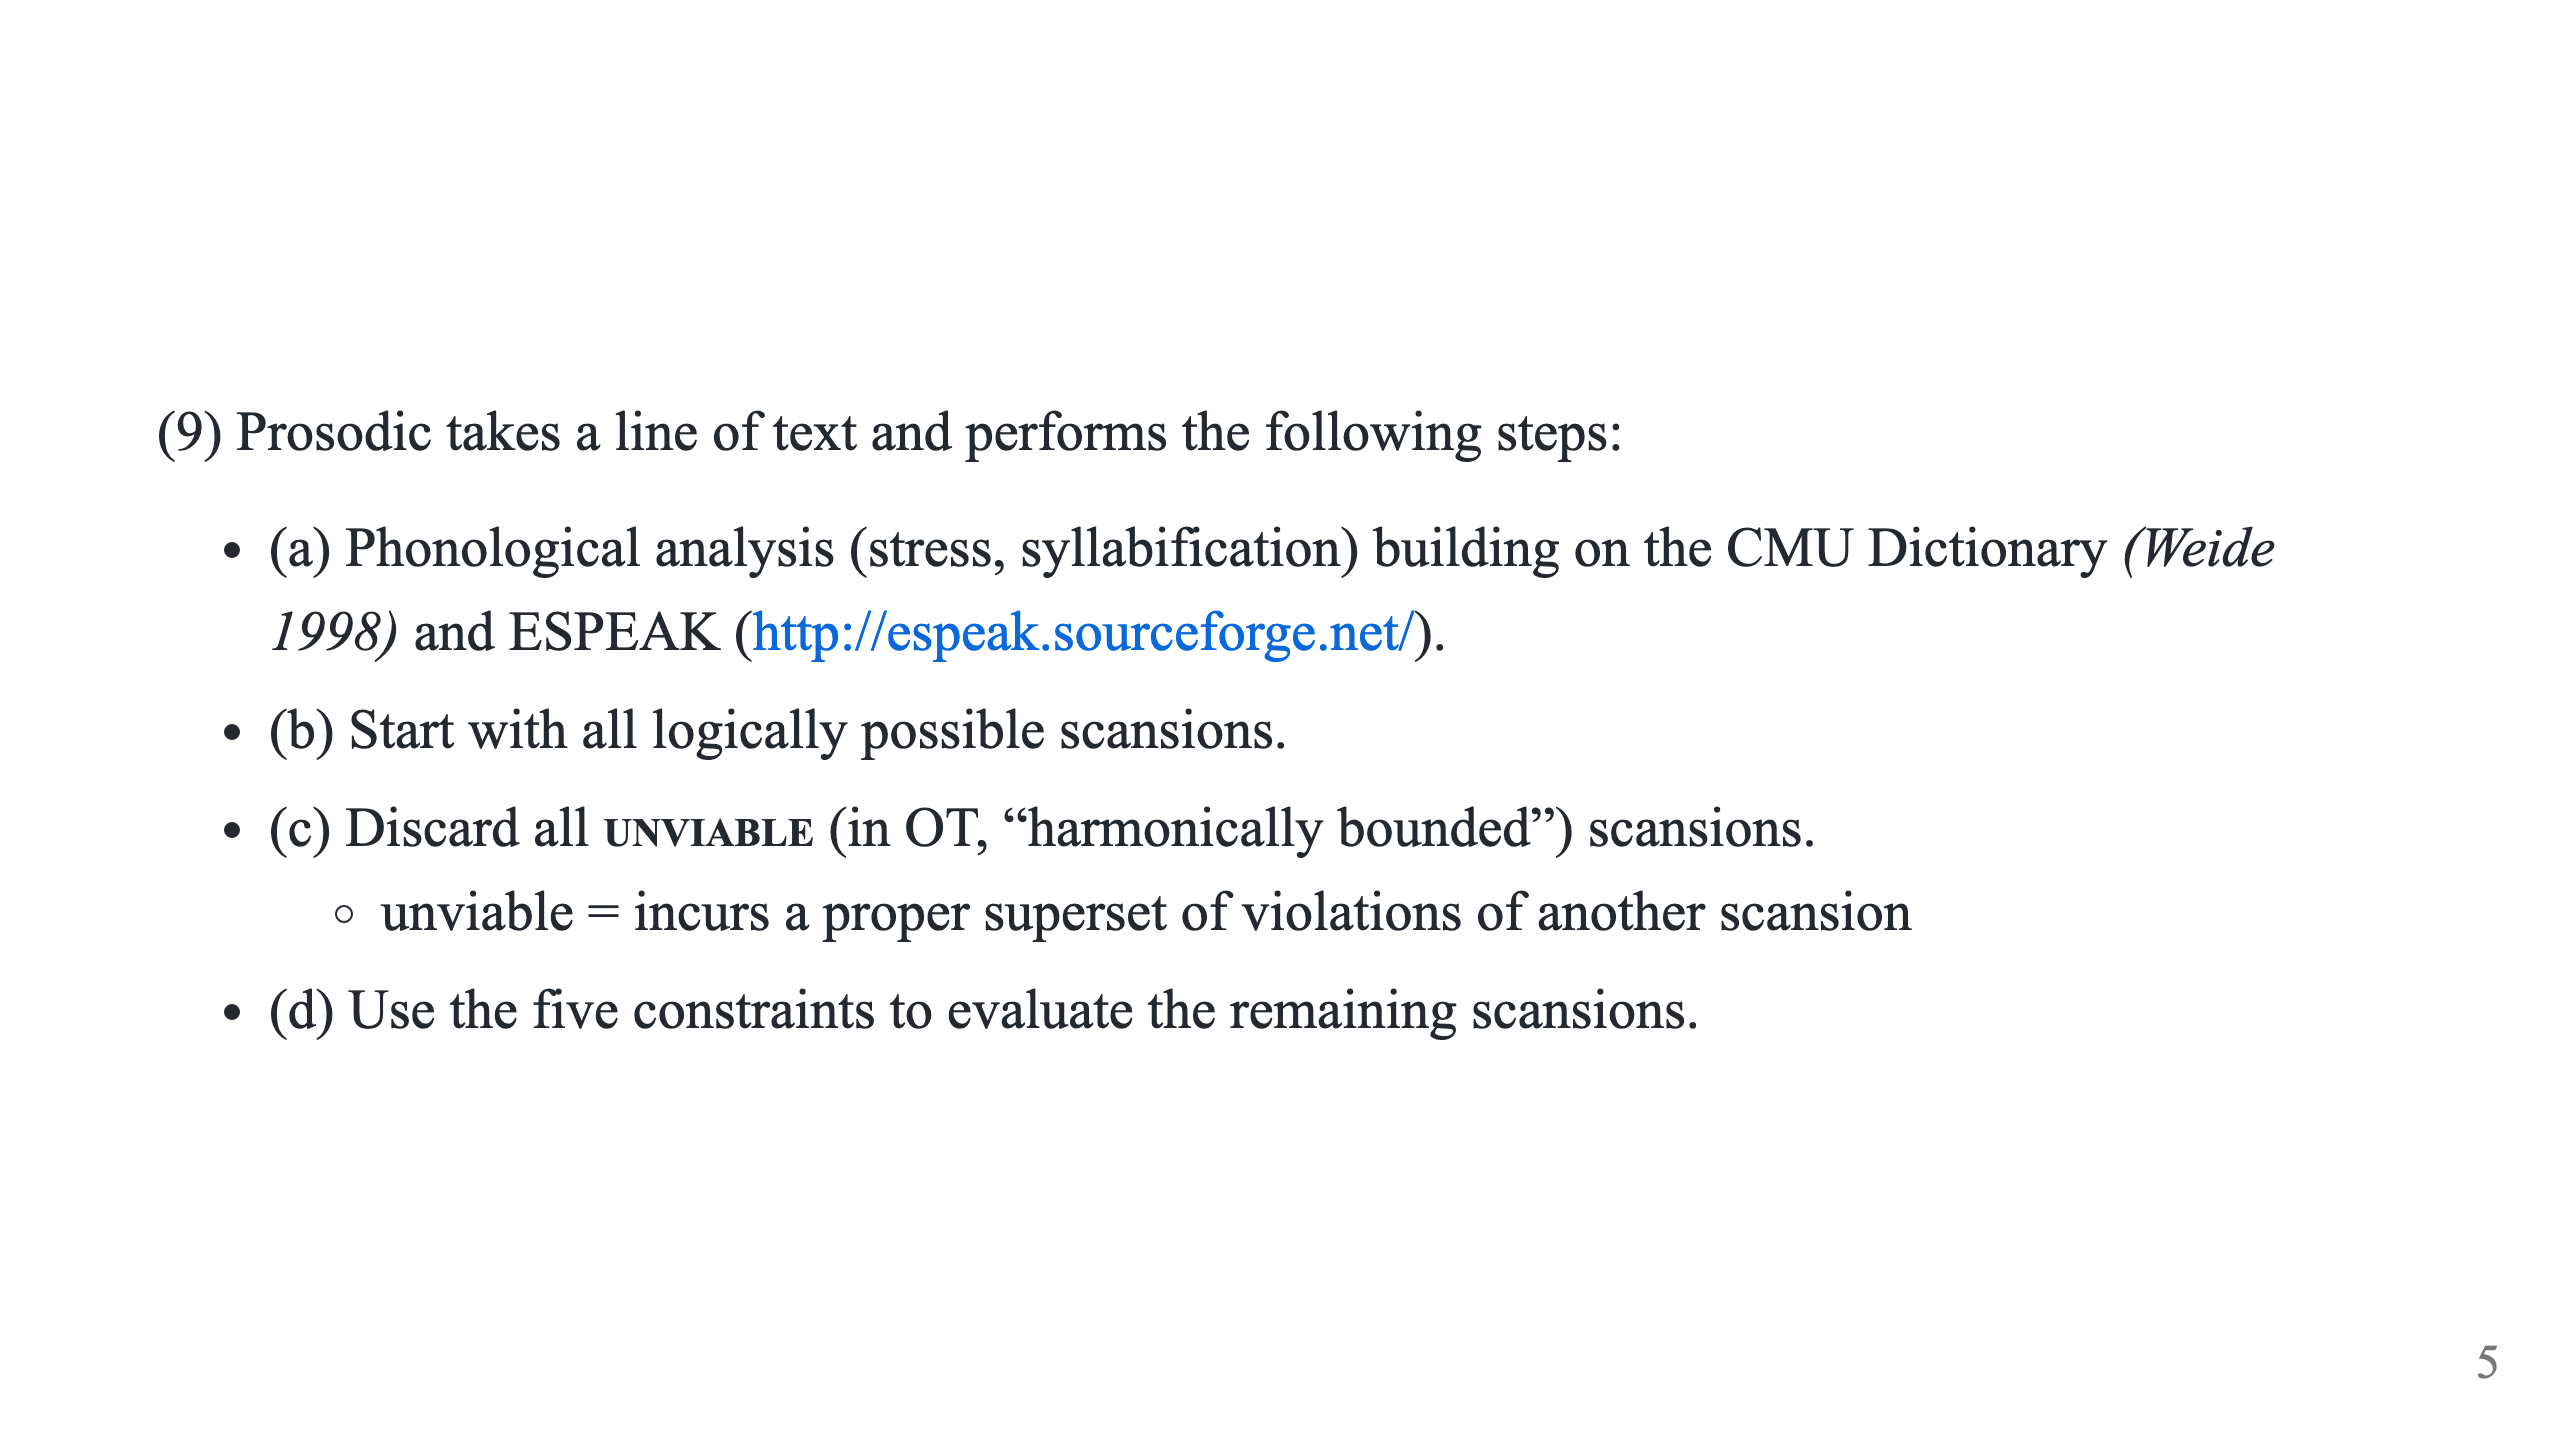 (9) Prosodic takes a line of text and performs the following steps:
• (a) Phonological analysis (stress, syllabification) building on the CMU Dictionary (Weide
1998) and ESPEAK (http://espeak.sourceforge.net/).
• (b) Start with all logically possible scansions.
• (c) Discard all UNVIABLE (in OT, “harmonically bounded”) scansions.
◦ unviable = incurs a proper superset of violations of another scansion
• (d) Use the five constraints to evaluate the remaining scansions.
5